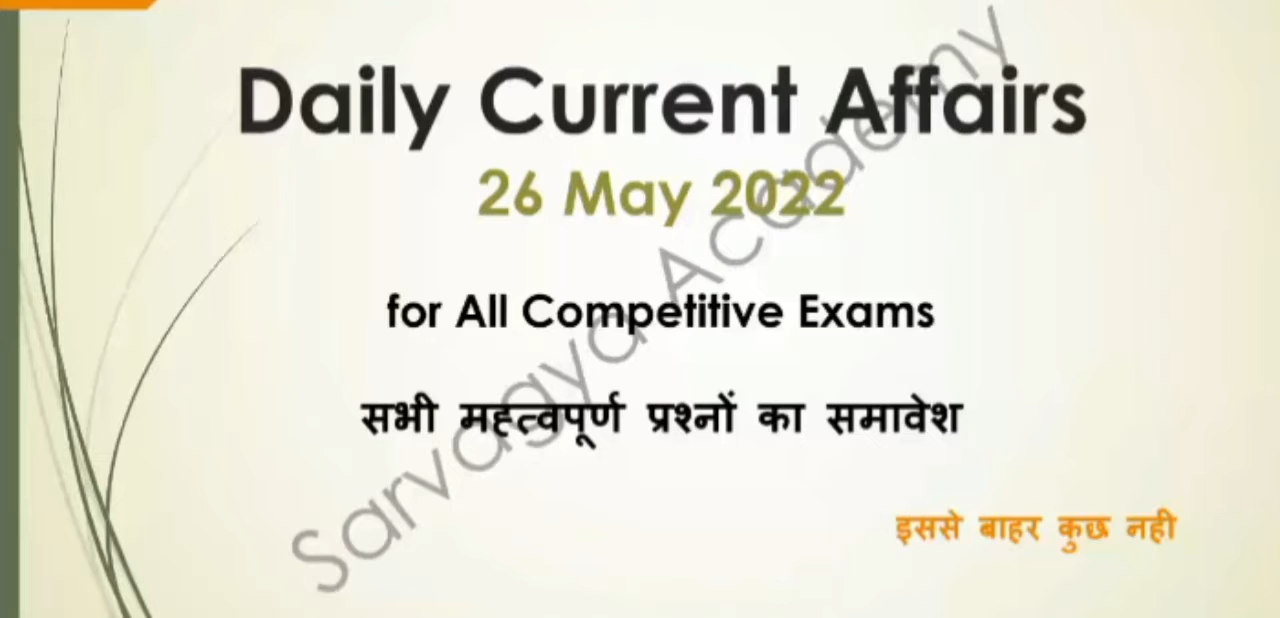 Daily Current Affairs
26 May 2022
for All Competitive Exams
सभी महत्वपूर्ण प्रश्नों का समावेश
इससे बाहर कुछ नही
Sarvagya Academy